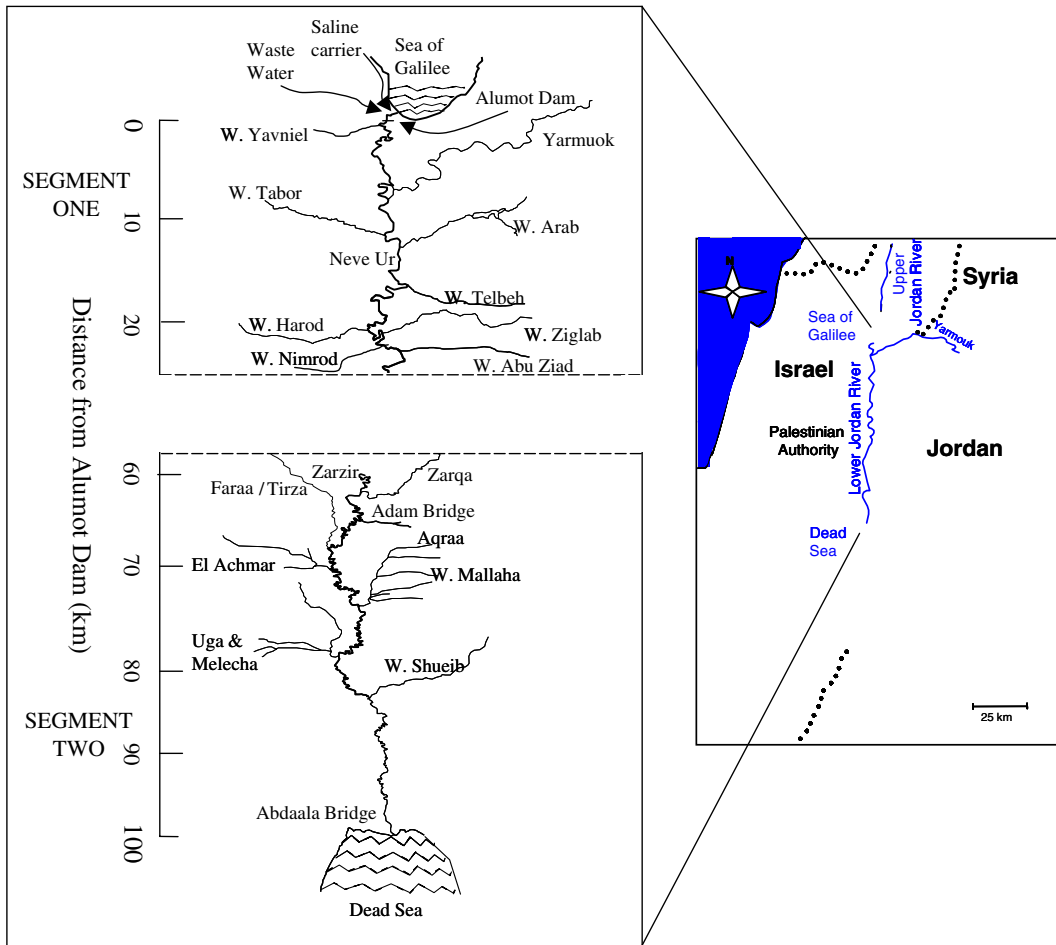 Saline
carrier
Waste
Water
Sea of
Galilee
Alumot Dam
W. Yavniel
Yarmuok
W. Tabor
W. Arab
Neve Ur
W. Telbeh
W. Harod
W. Ziglab
W. Nimrod
W. Abu Ziad
0
10
20
SEGMENT
ONE
Distance from Alumot Dam (km)
60
70
80
90
100
SEGMENT
TWO
Zarzir
Zarqa
Faraa /Tirza
Adam Bridge
Aqraa
El Achmar
W. Mallaha
Uga &
Melecha
W. Shueib
Abdaala Bridge
Dead Sea
N
Upper
Jordan River
Syria
Sea of
Galilee
Yarmouk
Israel
Lower Jordan River
Palestinian
Authority
Jordan
Dead
Sea
25 km